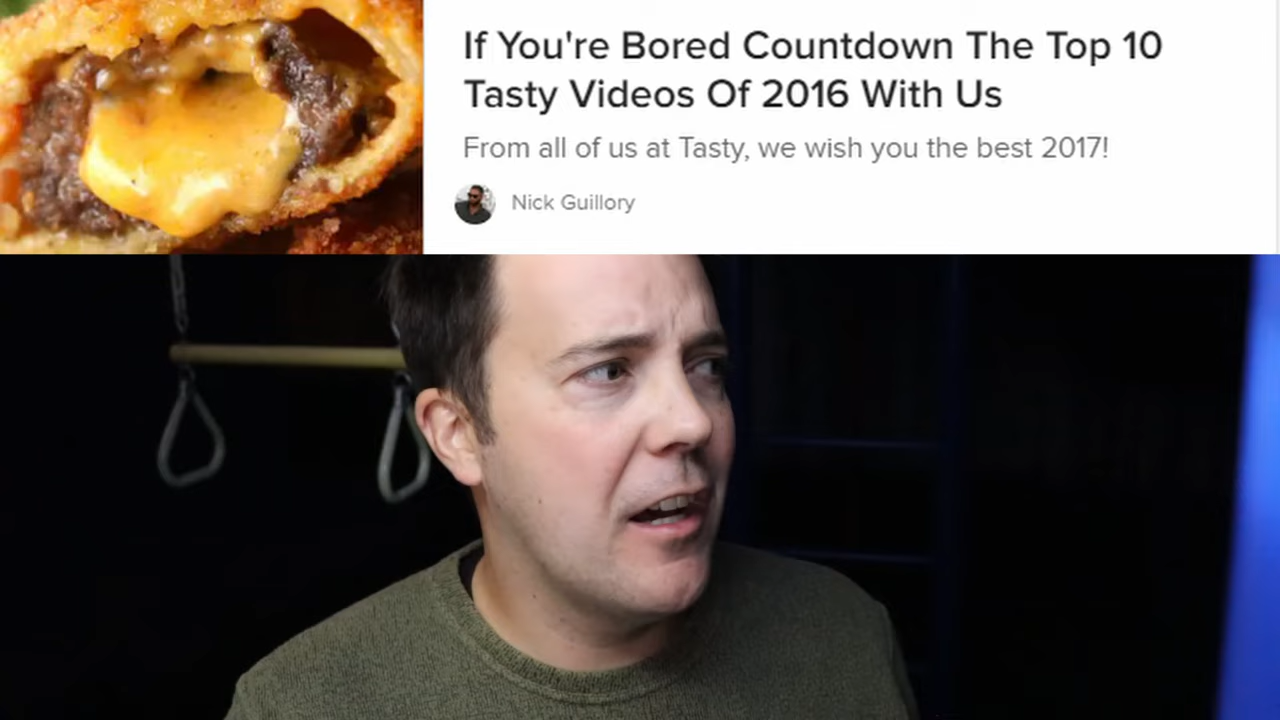 If You're Bored Countdown The Top 10
Tasty Videos Of 2016 With Us
From all of us at Tasty, we wish you the best 2017!
Nick Guillory